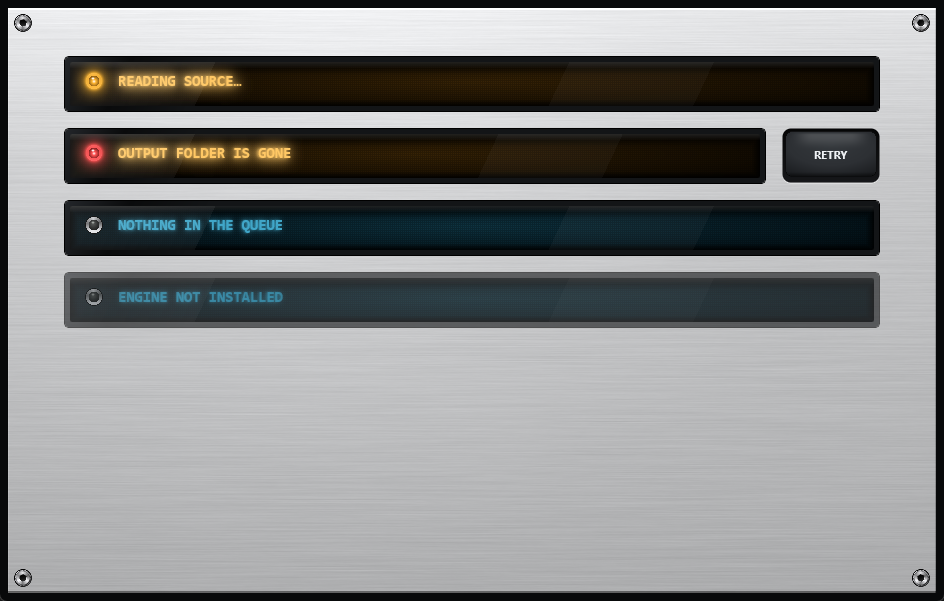 READING SOURCE…
OUTPUT FOLDER IS GONE
RETRY
NOTHING IN THE QUEUE
ENGINE NOT INSTALLED